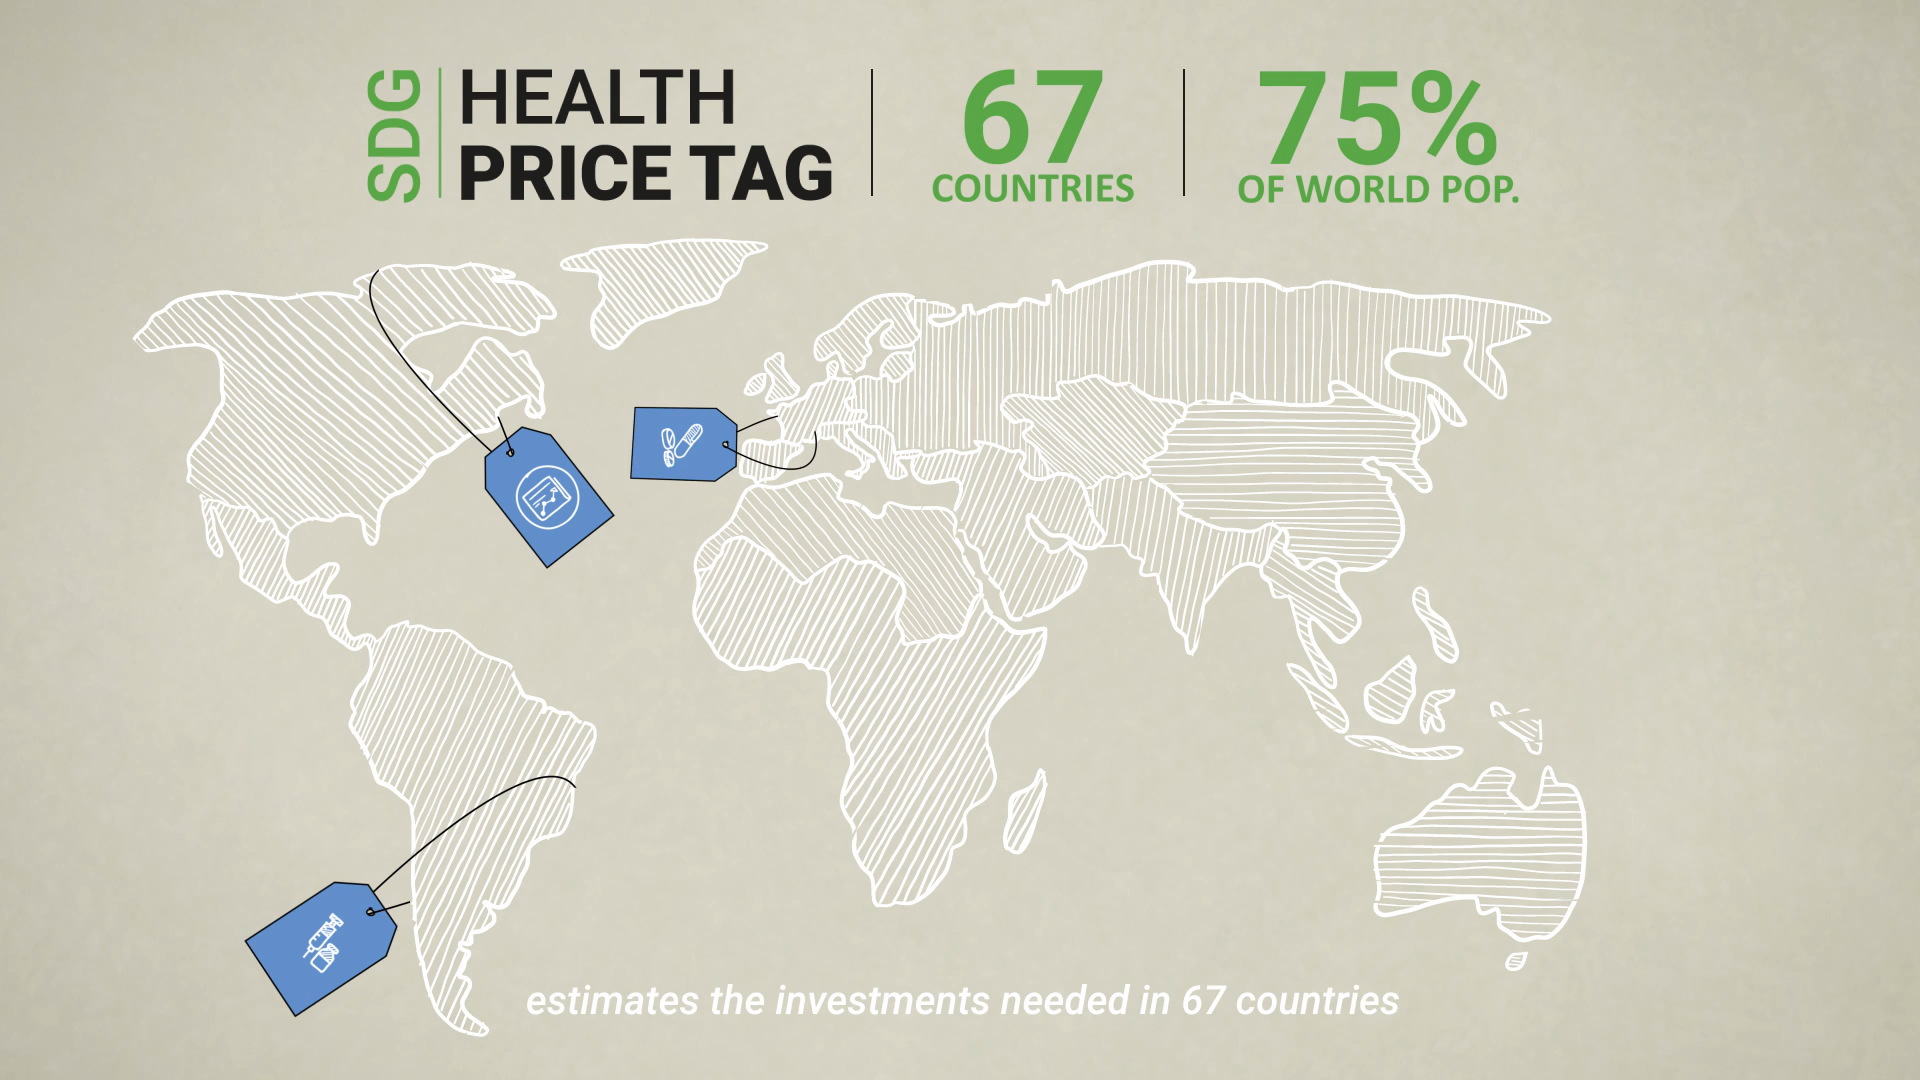 SDG
HEALTH
PRICE TAG
67
COUNTRIES
75%
OF WORLD POP.
estimates the investments needed in 67 countries